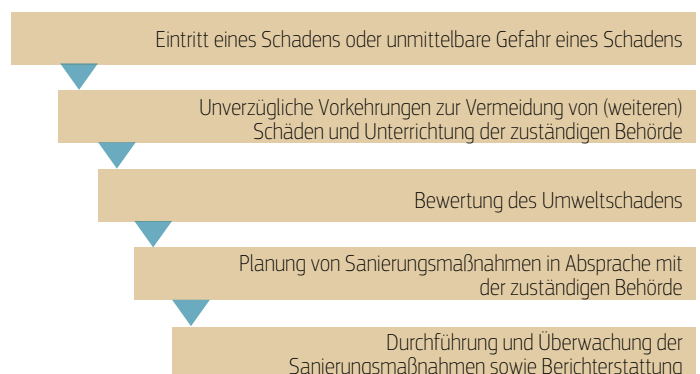 Eintritt eines Schadens oder unmittelbare Gefahr eines Schadens
Unverzügliche Vorkehrungen zur Vermeidung von (weiteren)
Schäden und Unterrichtung der zuständigen Behörde
Bewertung des Umweltschadens
Planung von Sanierungsmaßnahmen in Absprache mit
der zuständigen Behörde
Durchführung und Überwachung der
Sanierungsmaßnahmen sowie Berichterstattung